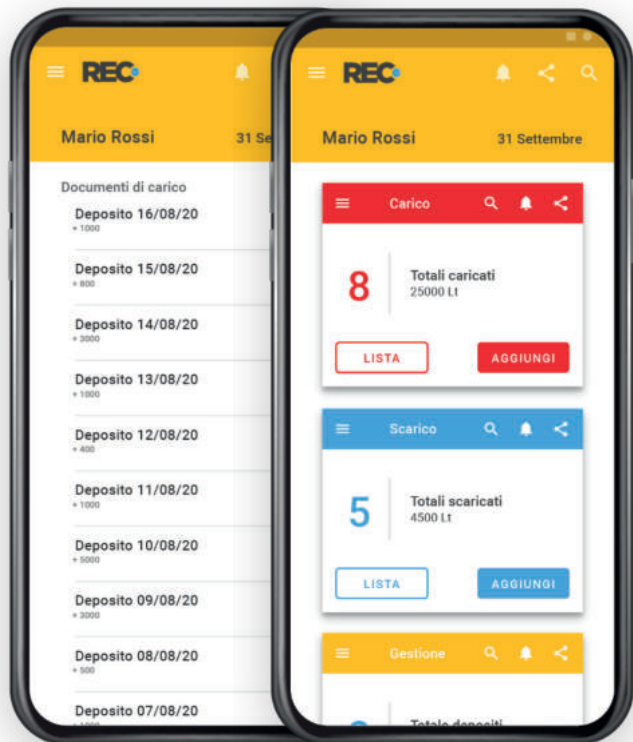 REC
Mario Rossi
31 Se
Documenti di carico
Deposito 16/08/20
+ 1000
Deposito 15/08/20
+ 800
Deposito 14/08/20
+ 3000
Deposito 13/08/20
+ 1000
Deposito 12/08/20
+ 400
Deposito 11/08/20
+ 1000
Deposito 10/08/20
+ 5000
Deposito 09/08/20
+ 3000
Deposito 08/08/20
+ 500
Deposito 07/08/20
REC
Mario Rossi
31 Settembre
Carico
8
Totali caricati
25000 Lt
LISTA
AGGIUNGI
Scarico
5
Totali scaricati
4500 Lt
LISTA
AGGIUNGI
Gestione
Totale depositi